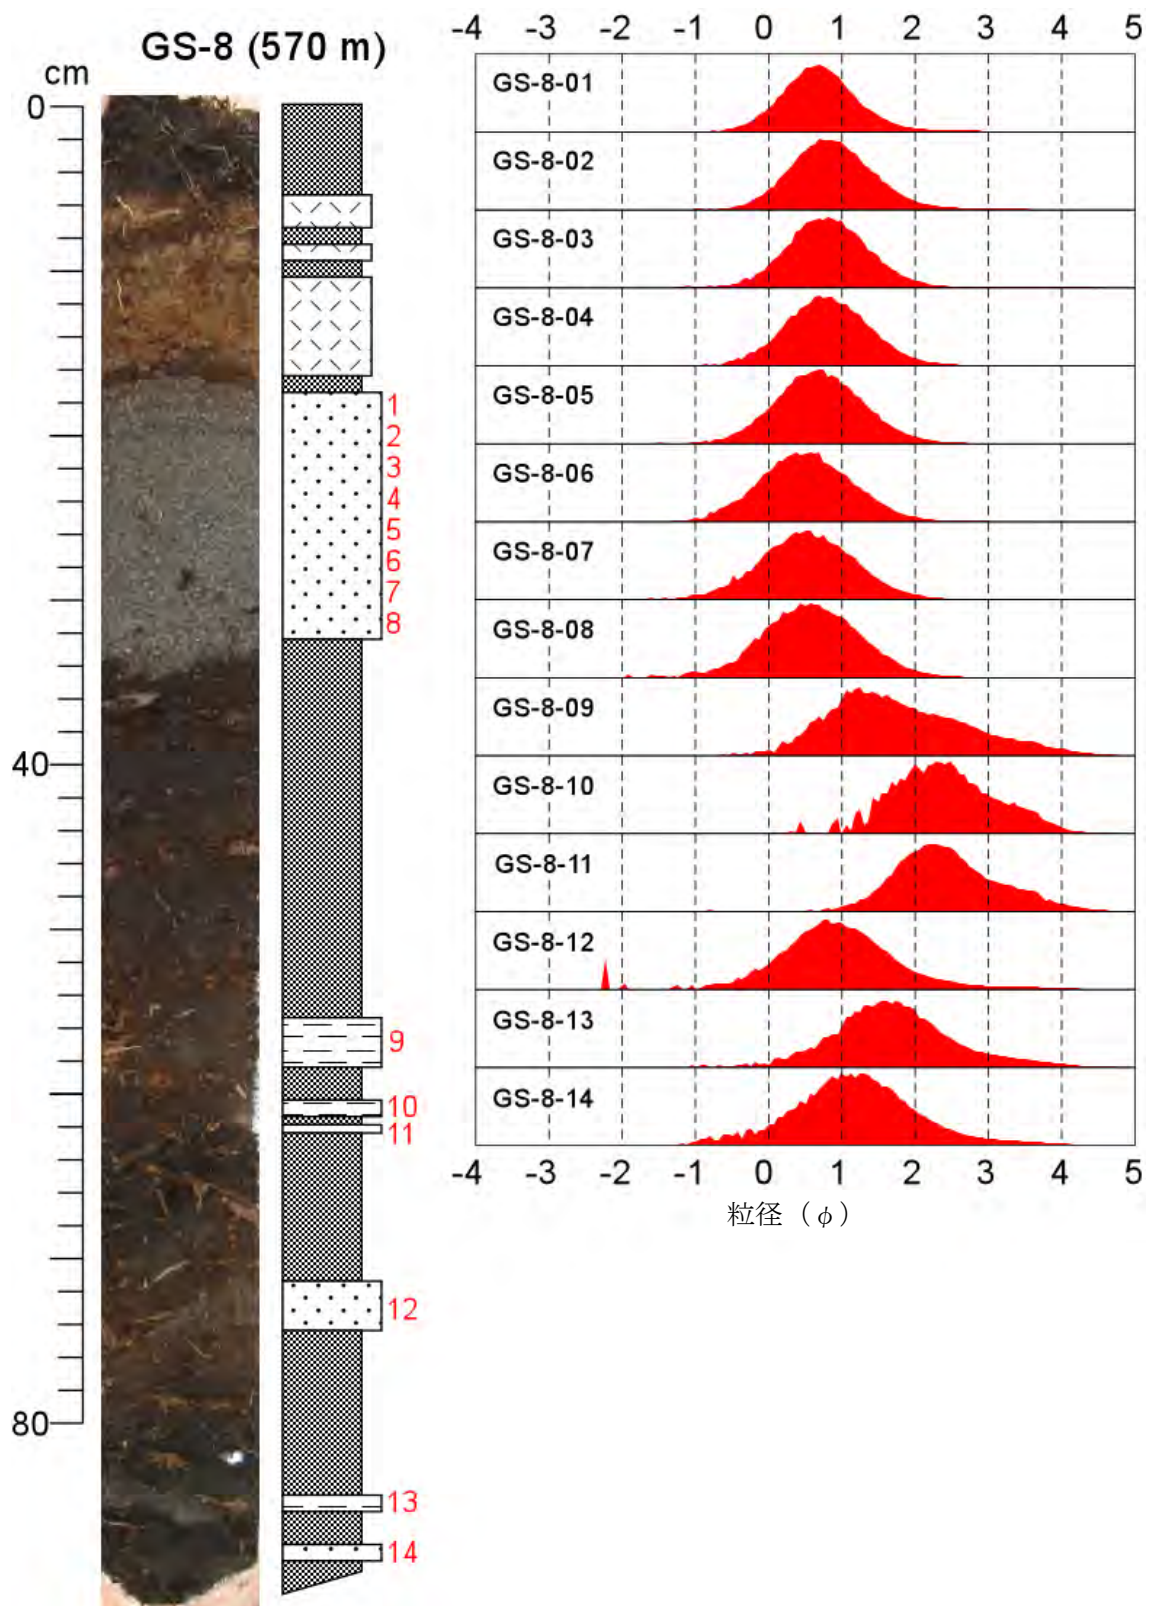 GS-8 (570 m)
cm
0
40
80
1
2
3
4
5
6
7
8
9
10
11
12
13
14
-4 -3 -2 -1 0 1 2 3 4 5
GS-8-01
GS-8-02
GS-8-03
GS-8-04
GS-8-05
GS-8-06
GS-8-07
GS-8-08
GS-8-09
GS-8-10
GS-8-11
GS-8-12
GS-8-13
GS-8-14
-4 -3 -2 -1 0 1 2 3 4 5
粒径（φ）